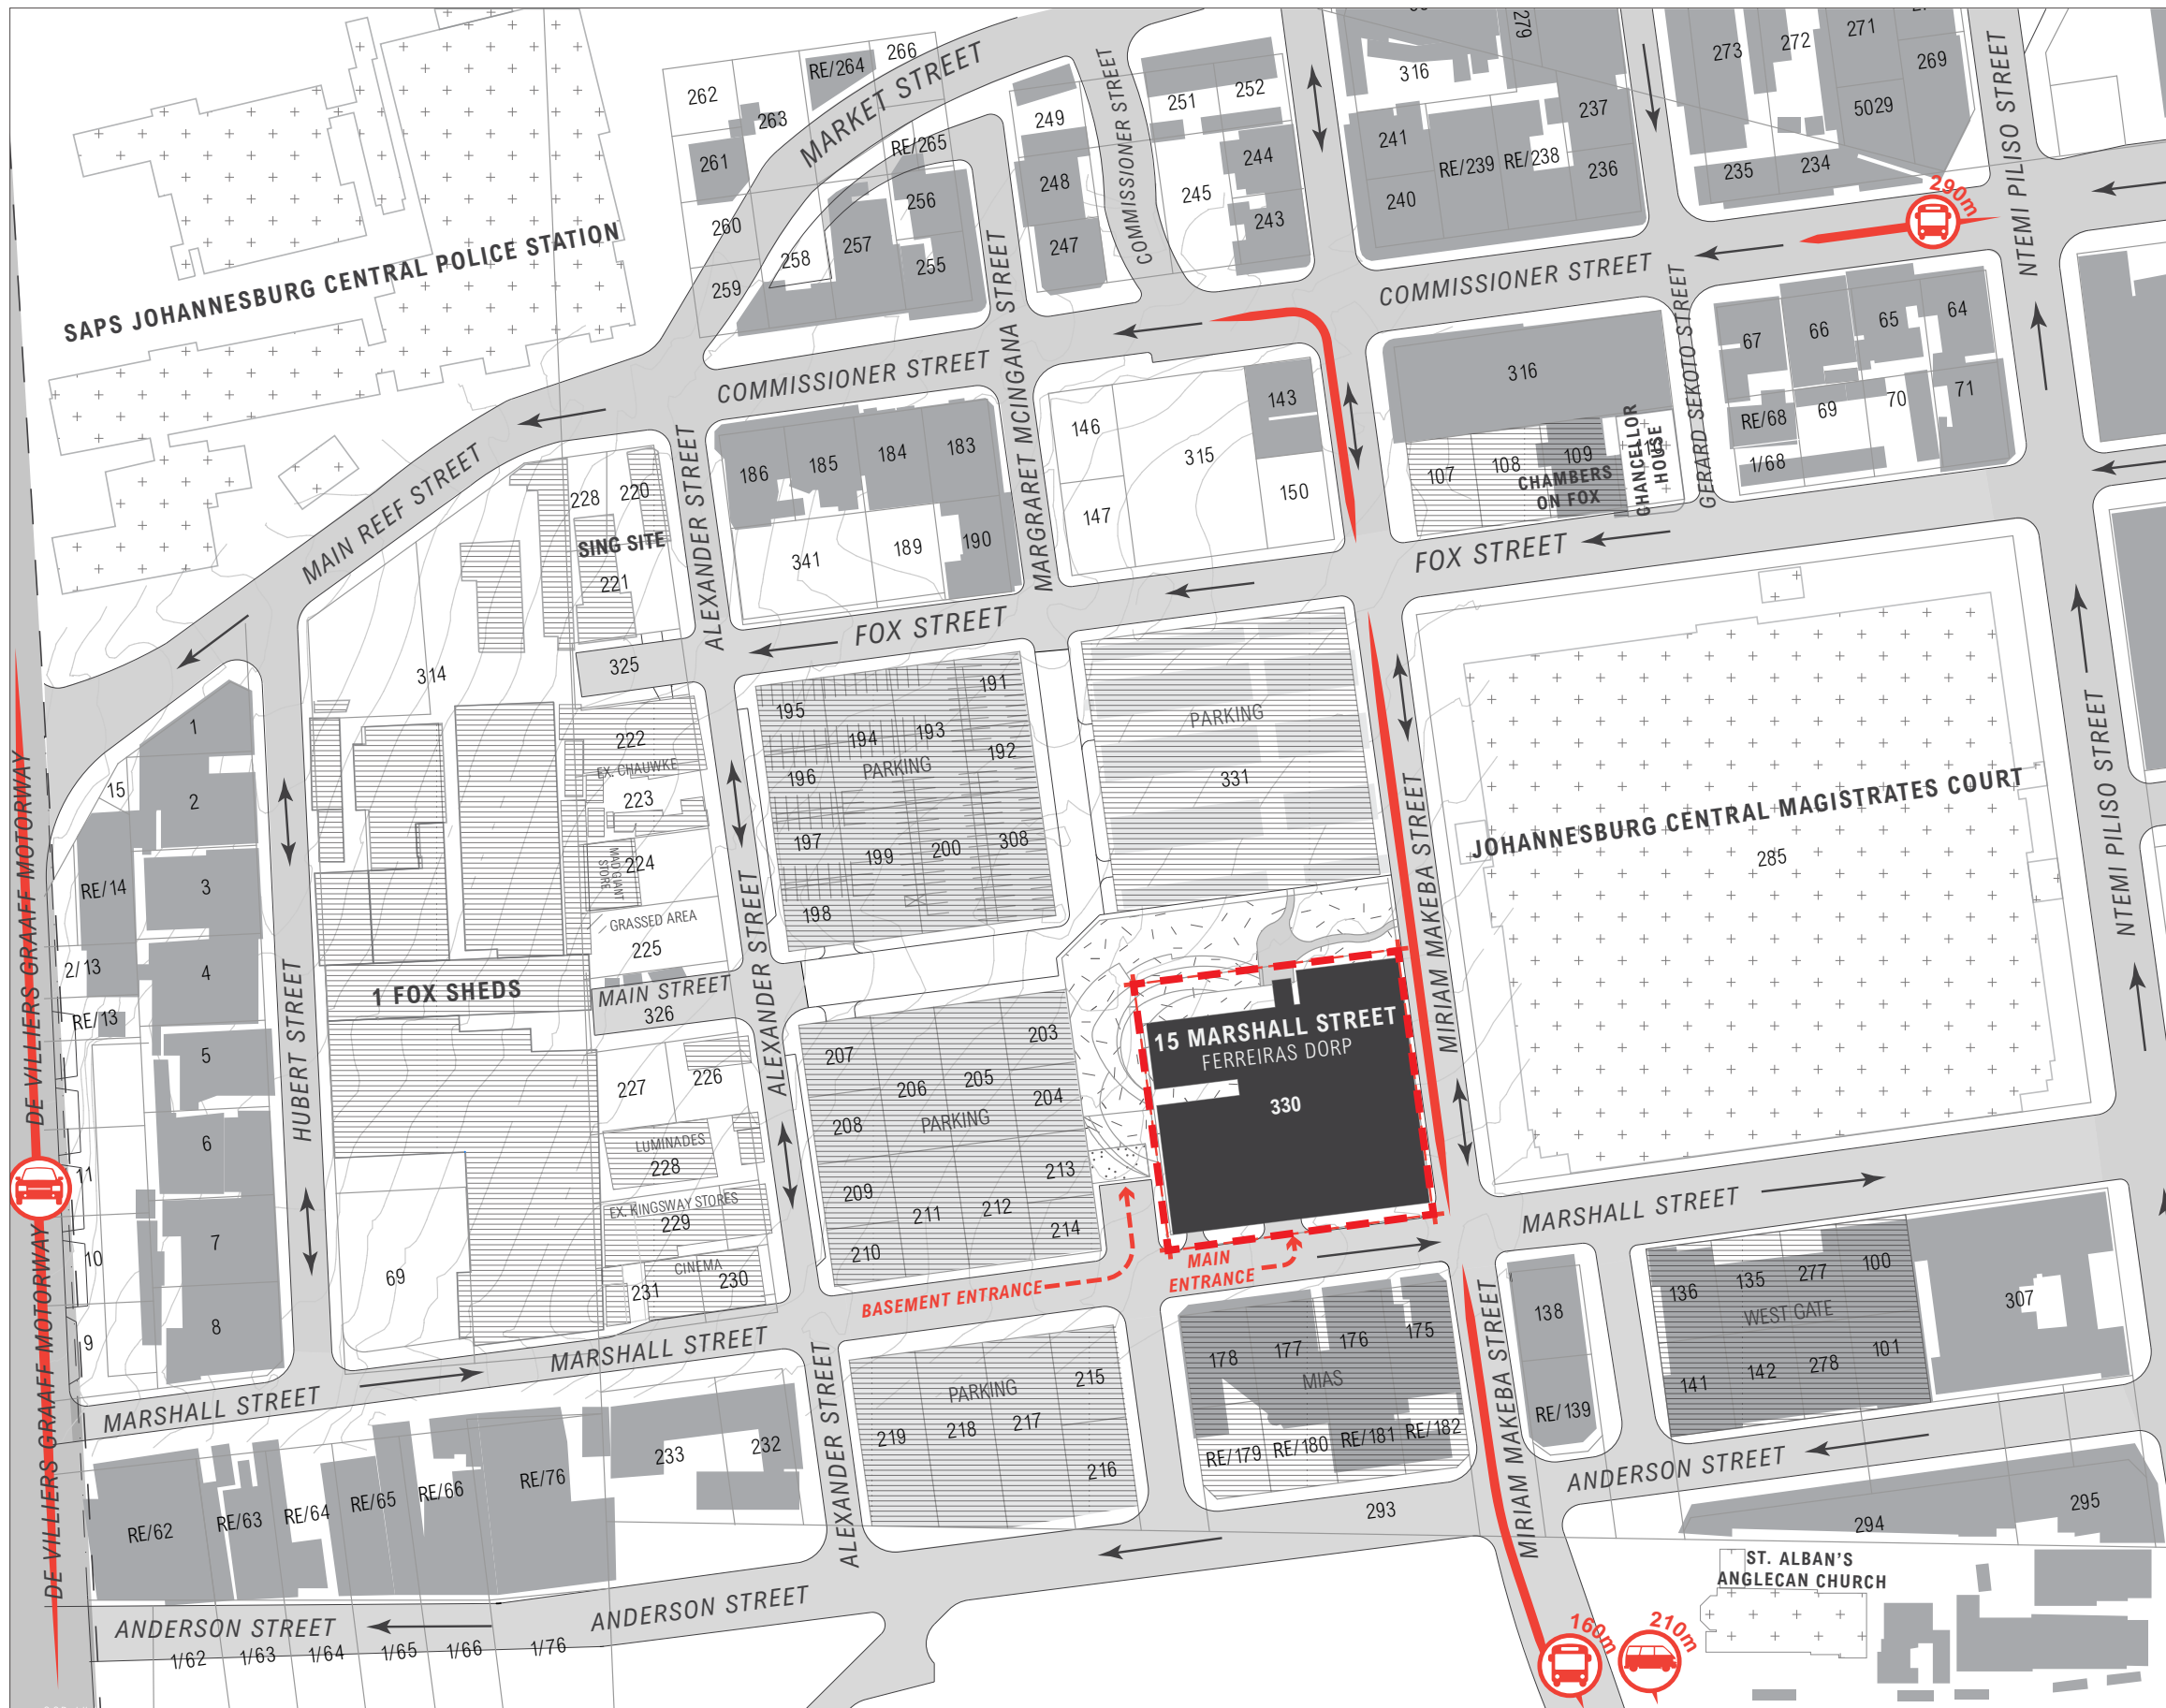 SAPS JOHANNESBURG CENTRAL POLICE STATION
262
263
RE/264
266
MARKET STREET
261
RE/265
260
256
257
258
255
259
249
248
247
COMMISSIONER STREET
COMMISSIONER STREET
251
252
245
244
243
316
279
241
RE/239
RE/238
237
240
236
273
272
271
269
5029
235
234
NTEMI PILISO STREET
290m
COMMISSIONER STREET
COMMISSIONER STREET
MARGRARET MCINGANA STREET
GERARD SEKOTO STREET
67
66
65
64
RE/68
69
70
71
1/68
316
107
108
109
CHAMBERS
ON FOX
CHANCELLOR
HOUSE
146
143
315
147
150
186
185
184
183
341
189
190
MAIN REEF STREET
ALEXANDER STREET
228
220
SING SITE
221
FOX STREET
FOX STREET
325
314
222
EX. CHAUWKE
223
224
MAD GIANT
STORE
GRASSED AREA
225
MAIN STREET
326
1 FOX SHEDS
195
191
194
193
192
196
PARKING
197
199
200
308
198
PARKING
331
MIRIAM MAKEBA STREET
JOHANNESBURG CENTRAL MAGISTRATES COURT
285
NTEMI PILISO STREET
DE VILLIERS GRAAFF MOTORWAY
HUBERT STREET
ALEXANDER STREET
1
15
2
RE/14
3
2/13
4
RE/13
5
6
11
7
10
8
9
227
226
LUMINADES
228
EX. KINGSWAY STORES
229
CINEMA
230
231
69
203
207
206
205
204
208
PARKING
213
209
211
212
214
210
15 MARSHALL STREET
FERREIRAS DORP
330
MAIN
ENTRANCE
BASEMENT ENTRANCE
MARSHALL STREET
MARSHALL STREET
MARSHALL STREET
DE VILLIERS GRAAFF MOTORWAY
ALEXANDER STREET
MIRIAM MAKEBA STREET
138
RE/139
136
135
277
100
WEST GATE
141
142
278
101
307
178
177
176
175
MIAS
RE/179
RE/180
RE/181
RE/182
PARKING
215
219
218
217
216
293
233
232
RE/62
RE/63
RE/64
RE/65
RE/66
RE/76
ANDERSON STREET
ANDERSON STREET
ANDERSON STREET
1/62
1/63
1/64
1/65
1/66
1/76
294
295
ST. ALBAN'S
ANGLECAN CHURCH
160m
210m